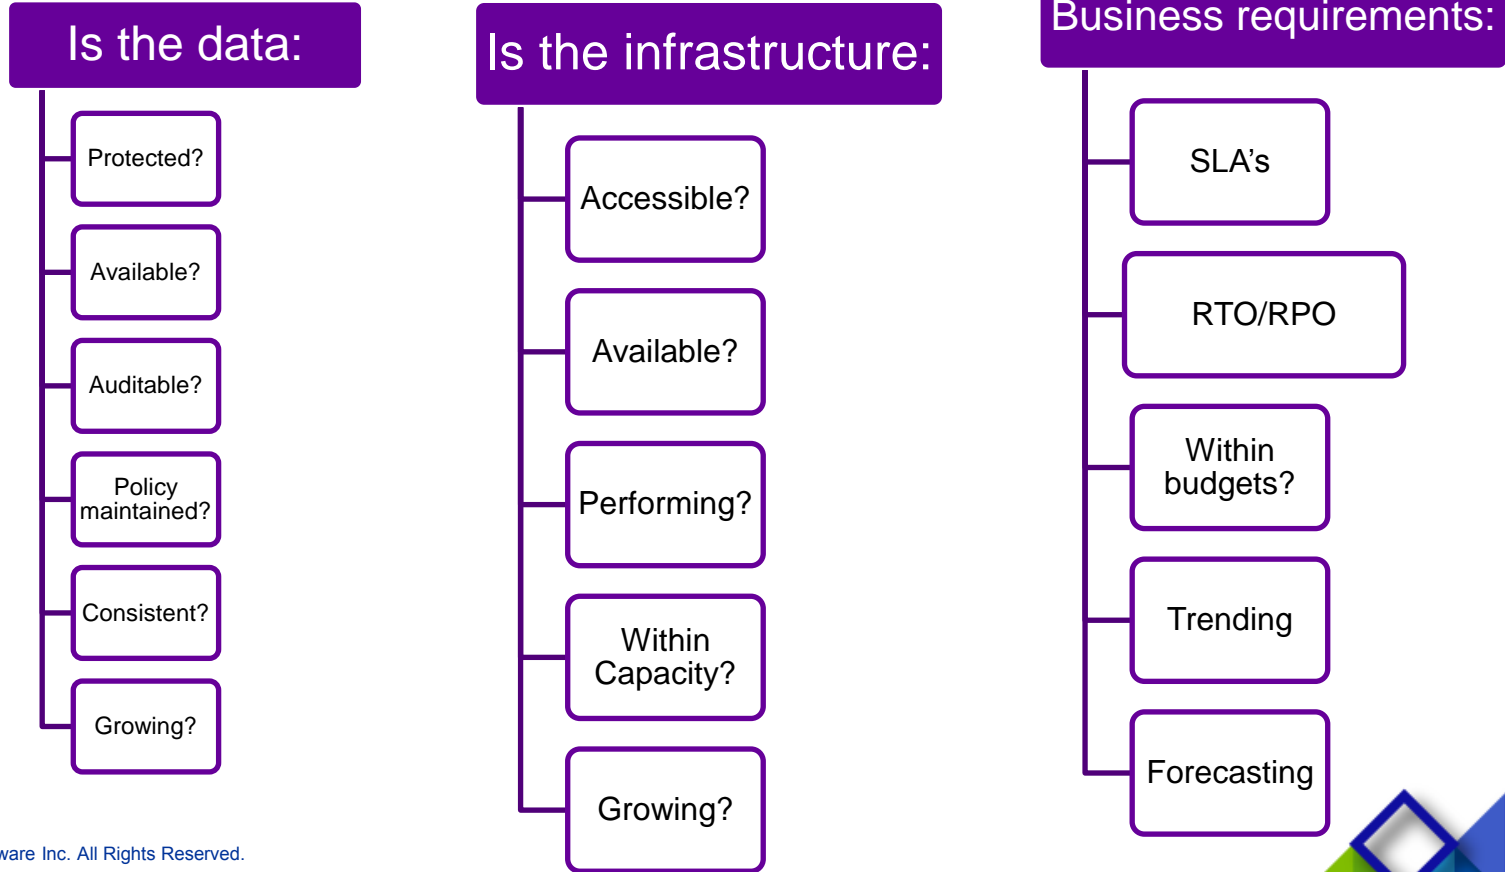 Is the data:
Protected?
Available?
Auditable?
Policy
maintained?
Consistent?
Growing?
Is the infrastructure:
Accessible?
Available?
Performing?
Within
Capacity?
Growing?
Business requirements:
SLA's
RTO/RPO
Within
budgets?
Trending
Forecasting
Inc. All Rights Reserved.